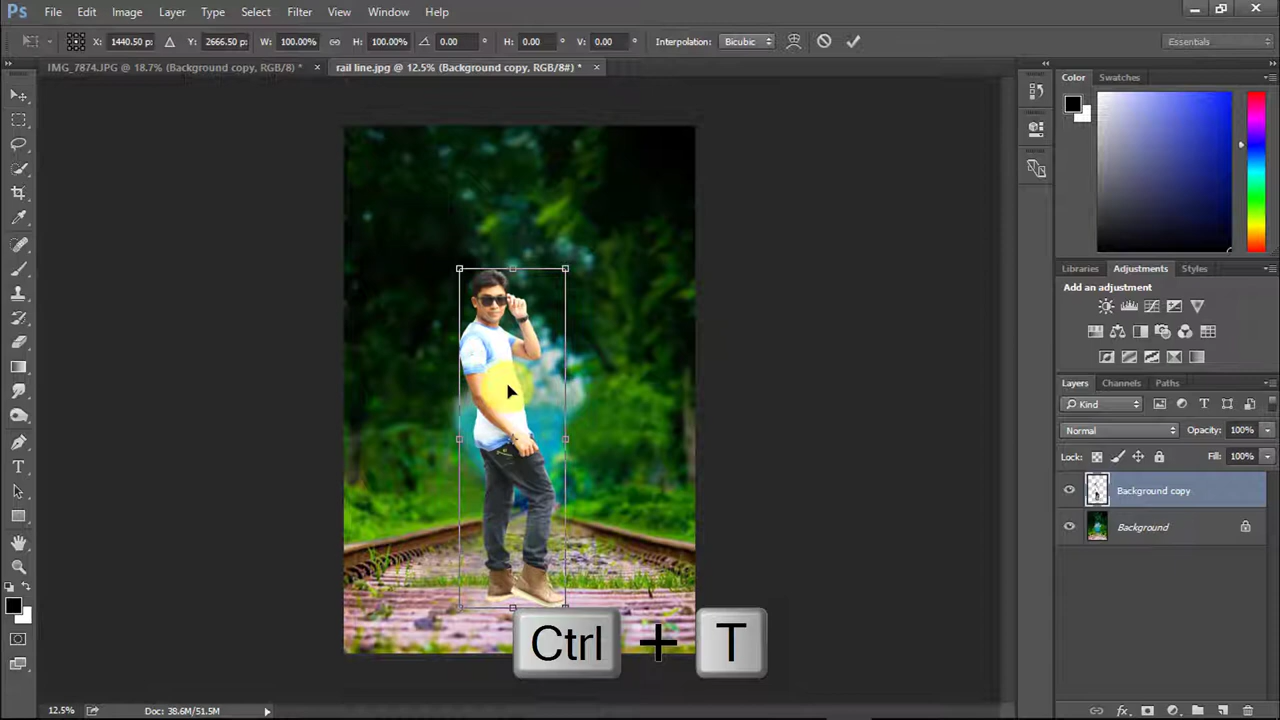 Ps File Edit Image Layer Type Select Filter View Window Help
X: 1440.50 p: Y: 2666.50 p: W: 100.00% H: 100.00% 0.00 ° H: 0.00 ° V: 0.00 ° Interpolation: Bicubic Essentials
IMG_7874.JPG @ 18.7% (Background copy, RGB/8) * × rail line.jpg @ 12.5% (Background copy, RGB/8#) * ×
Color Swatches
Libraries Adjustments Styles
Add an adjustment
Layers Channels Paths
Kind
Normal Opacity: 100%
Lock: Fill: 100%
Background copy
Background
Ctrl + T
12.5% Doc: 38.6M/51.5M